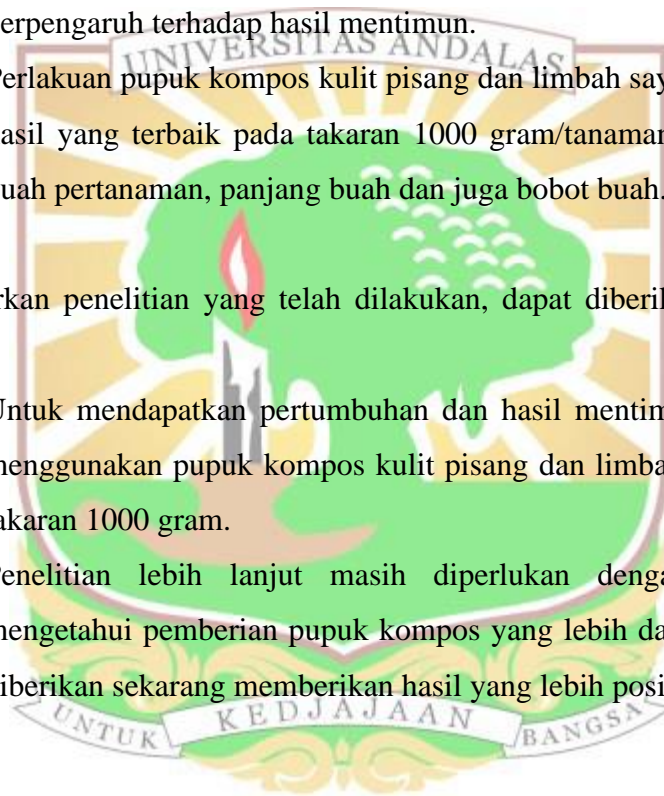 erpengaruh terhadap hasil mentimun.
UNIVERSITAS ANDALAS
Perlakuan pupuk kompos kulit pisang dan limbah say
asil yang terbaik pada takaran 1000 gram/tanaman
uah pertanaman, panjang buah dan juga bobot buah.
rkan penelitian yang telah dilakukan, dapat diberik
Untuk mendapatkan pertumbuhan dan hasil mentim
menggunakan pupuk kompos kulit pisang dan limba
akaran 1000 gram.
Penelitian lebih lanjut masih diperlukan denga
mengetahui pemberian pupuk kompos yang lebih da
iberikan sekarang memberikan hasil yang lebih posi
UNTUK KEDJAJAAN BANGSA